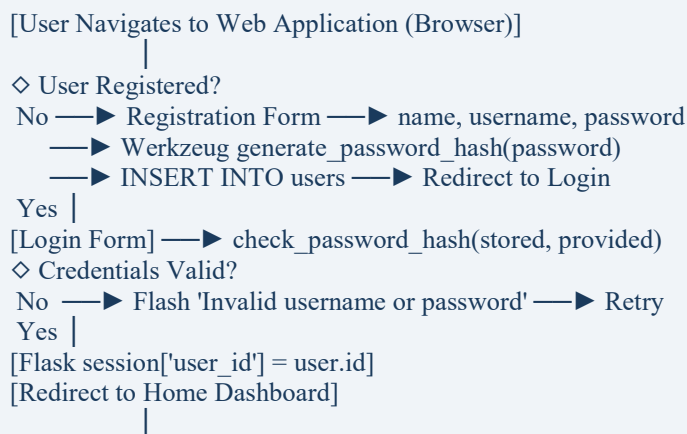 [User Navigates to Web Application (Browser)]
│
◇ User Registered?
No ──► Registration Form ──► name, username, password
──► Werkzeug generate_password_hash(password)
──► INSERT INTO users ──► Redirect to Login
Yes │
[Login Form] ──► check_password_hash(stored, provided)
◇ Credentials Valid?
No ──► Flash 'Invalid username or password' ──► Retry
Yes │
[Flask session['user_id'] = user.id]
[Redirect to Home Dashboard]
│